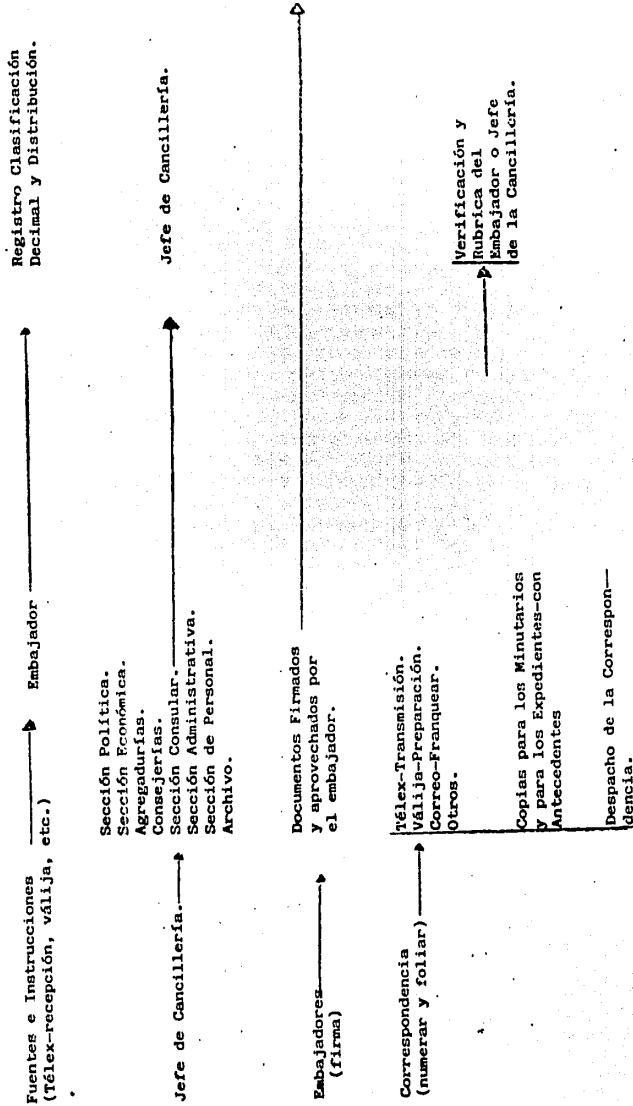 Fuentes e Instrucciones
(Télex-recepción, válija, etc.)
Embajador
Registro Clasificación
Decimal y Distribución.
Jefe de Cancillería.
Sección Política.
Sección Económica.
Agregadurías.
Consejerías.
Sección Consular.
Sección Administrativa.
Sección de Personal.
Archivo.
Jefe de Cancillería.
Embajadores
(firma)
Documentos Firmados
y aprovechados por
el embajador.
Correspondencia
(numerar y foliar)
Télex-Transmisión.
Válija-Preparación.
Correo-Franquear.
Otros.
Copias para los Minutarios
y para los Expedientes-con
Antecedentes
Despacho de la Correspon—
dencia.
Verificación y
Rubrica del
Embajador o Jefe
de la Cancillería.